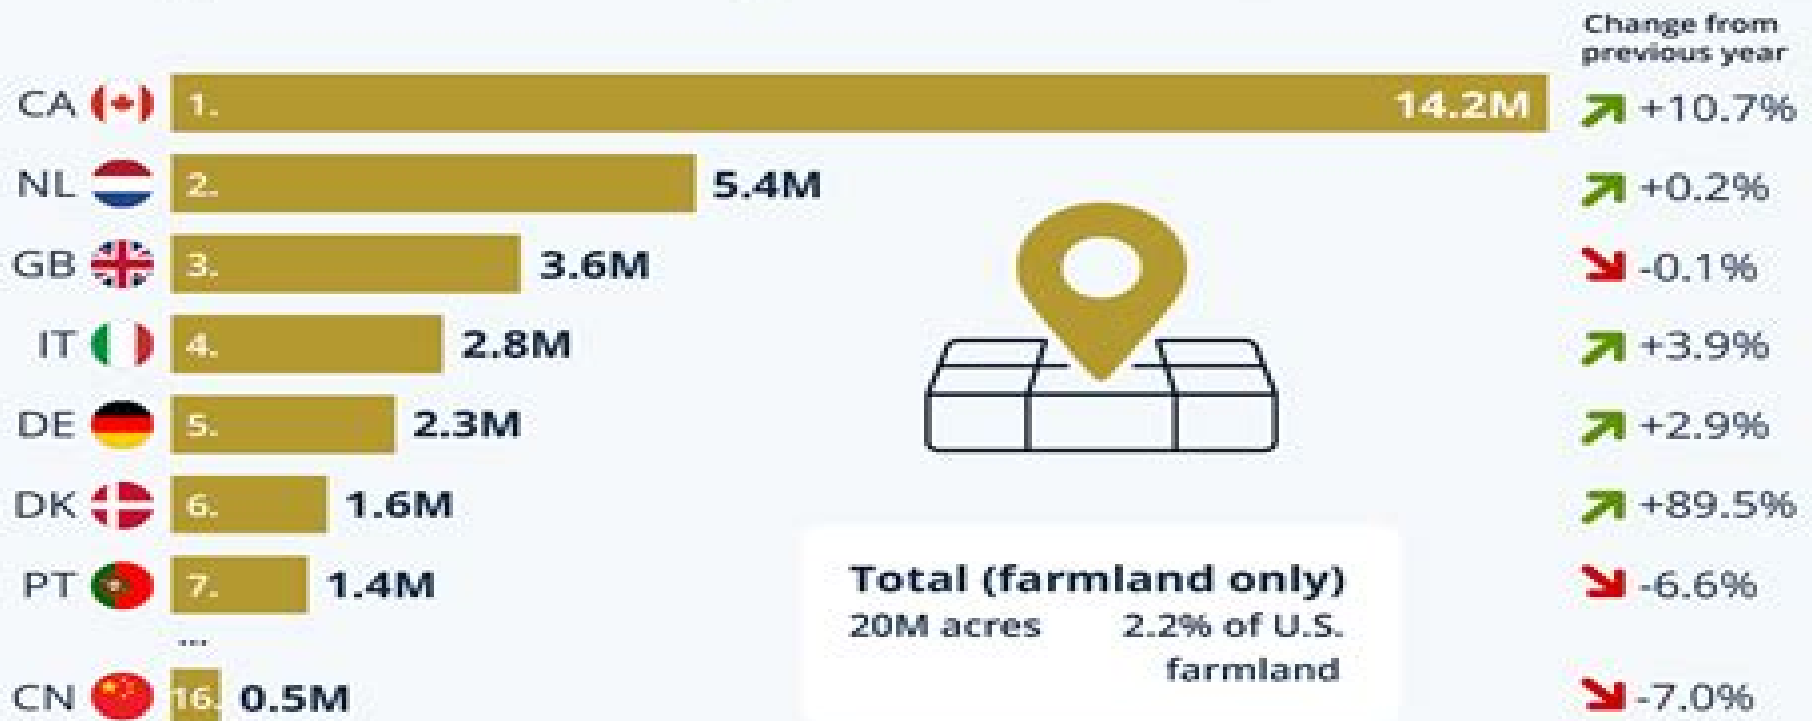 Change from
previous year
CA 1. 14.2M +10.7%
NL 2. 5.4M +0.2%
GB 3. 3.6M -0.1%
IT 4. 2.8M +3.9%
DE 5. 2.3M +2.9%
DK 6. 1.6M +89.5%
PT 7. 1.4M -6.6%
...
Total (farmland only)
20M acres 2.2% of U.S.
farmland
CN 16. 0.5M -7.0%